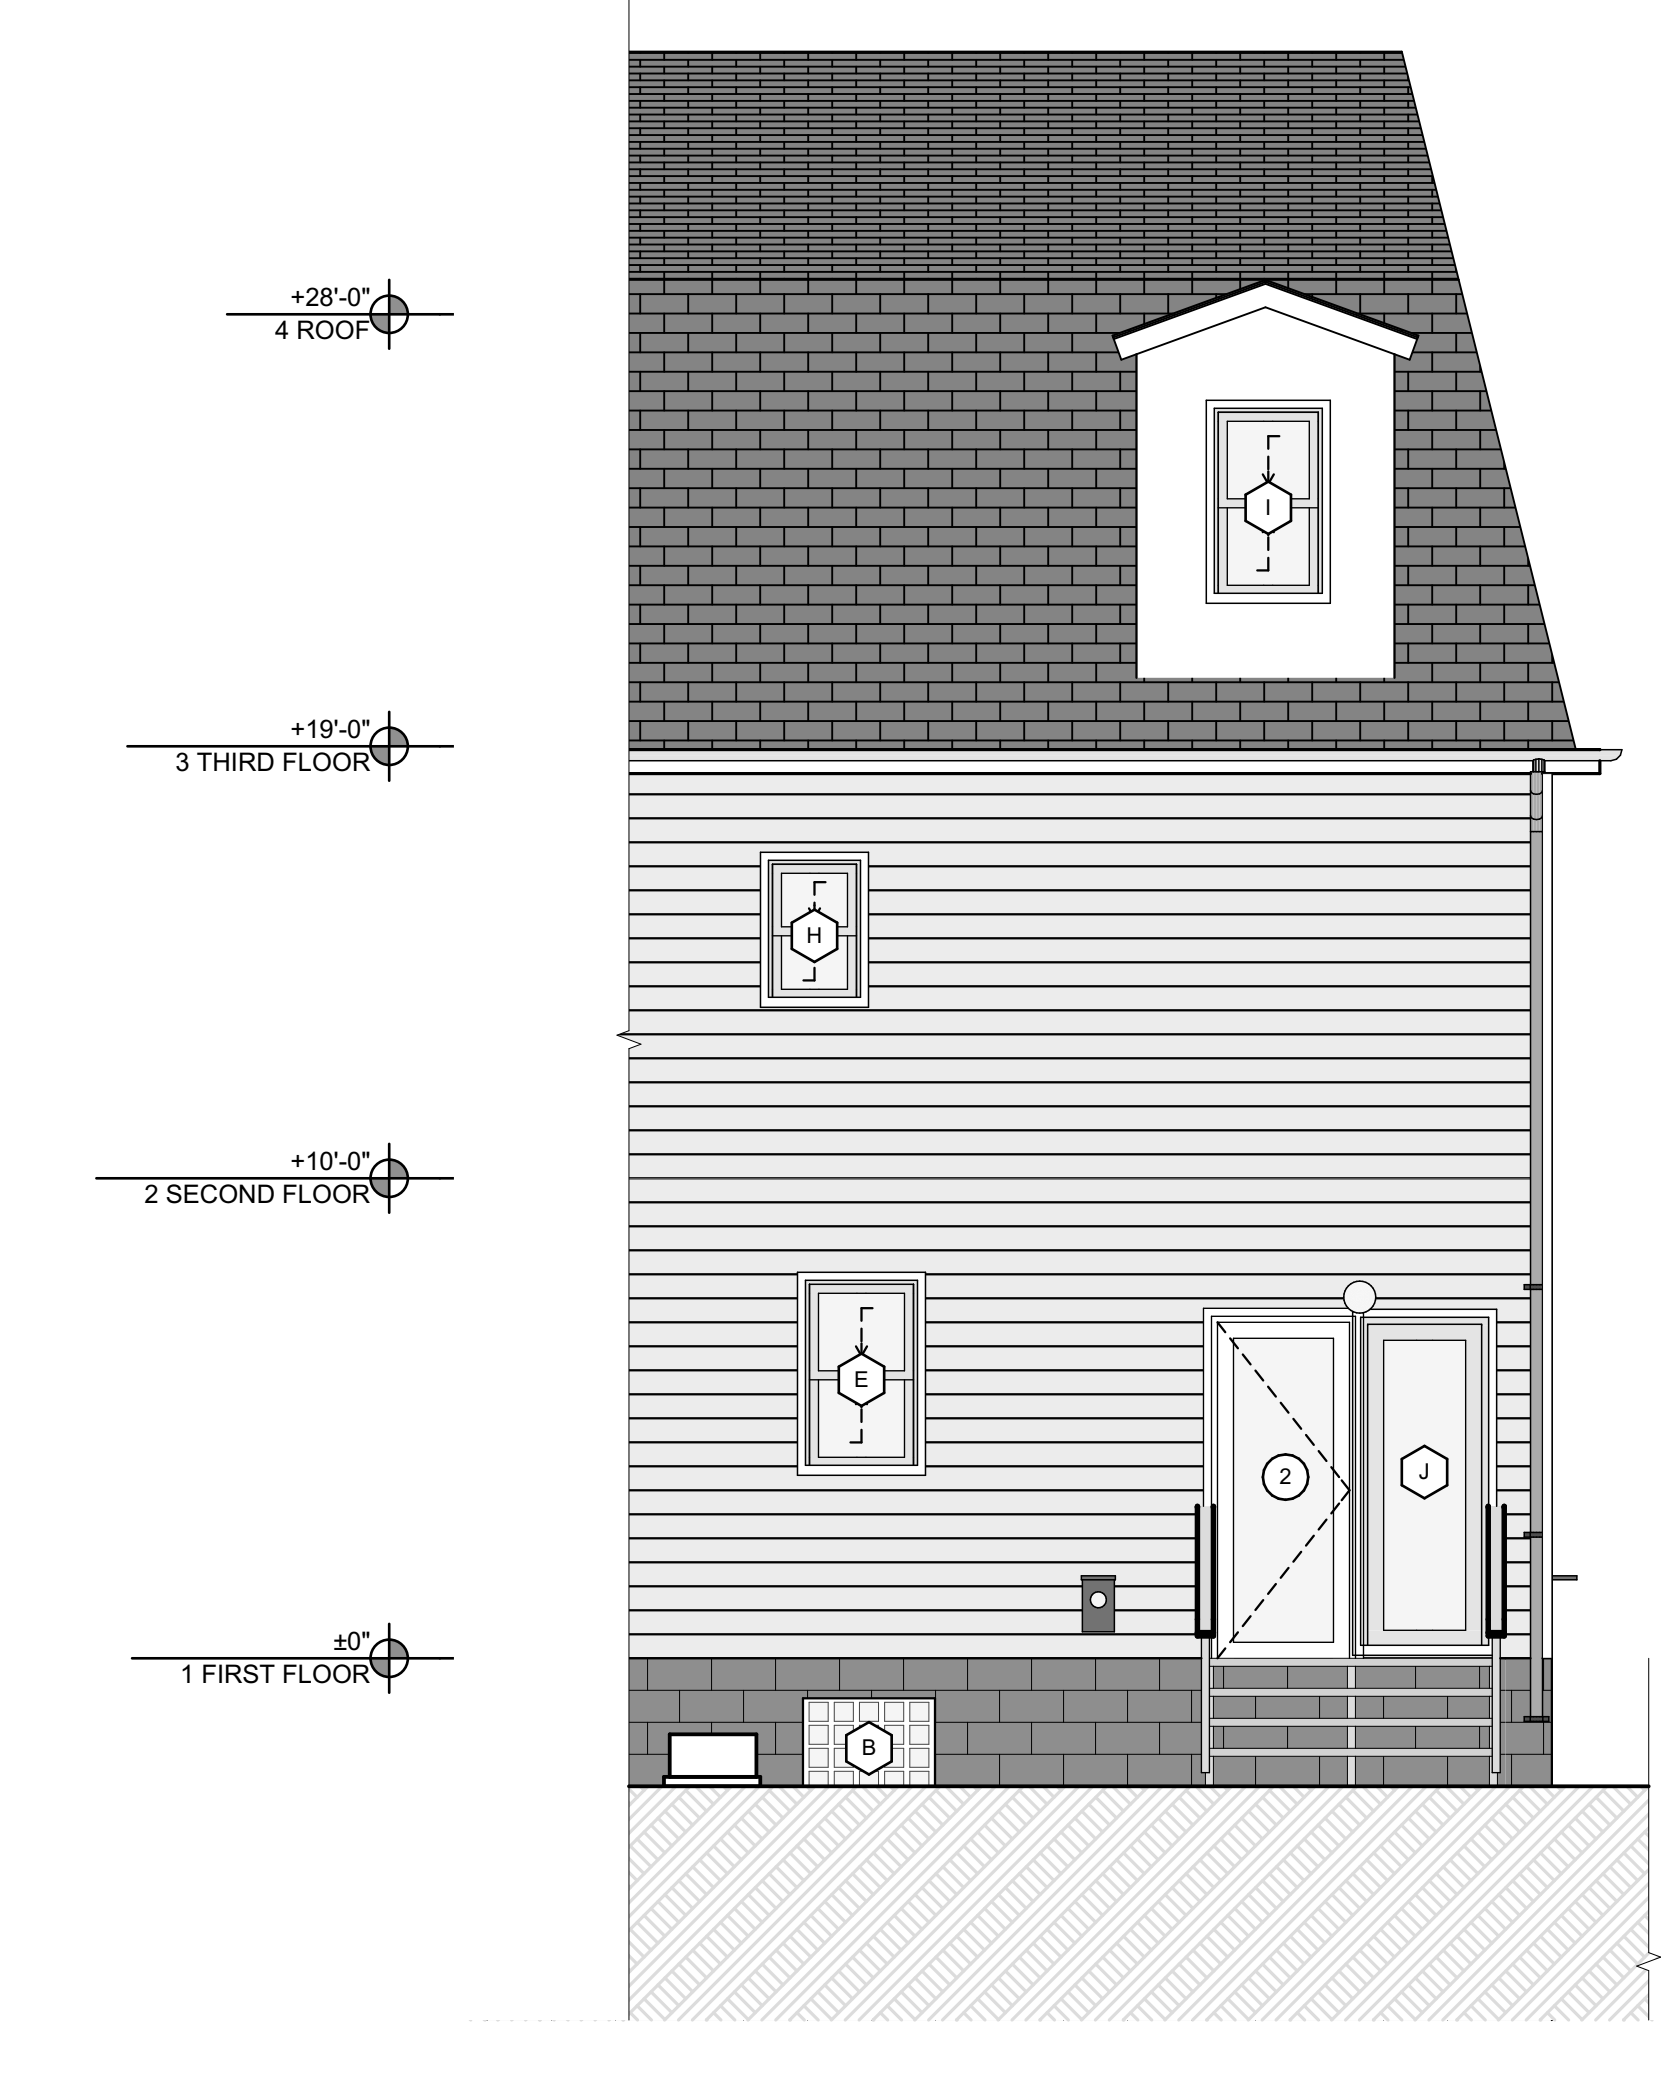 +28'-0"
4 ROOF
I
+19'-0"
3 THIRD FLOOR
H
+10'-0"
2 SECOND FLOOR
E
2
J
±0"
1 FIRST FLOOR
B